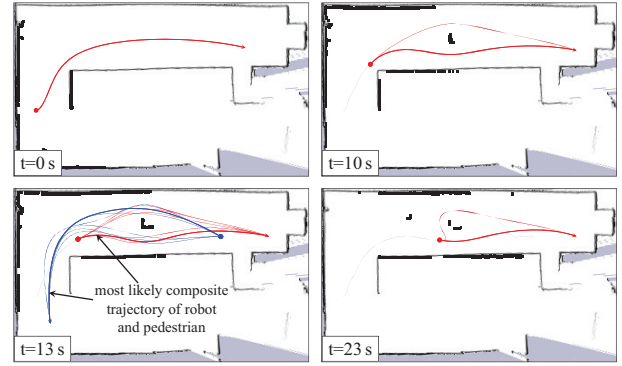 t=0 s
t=10 s
most likely composite
trajectory of robot
and pedestrian
t=13 s
t=23 s